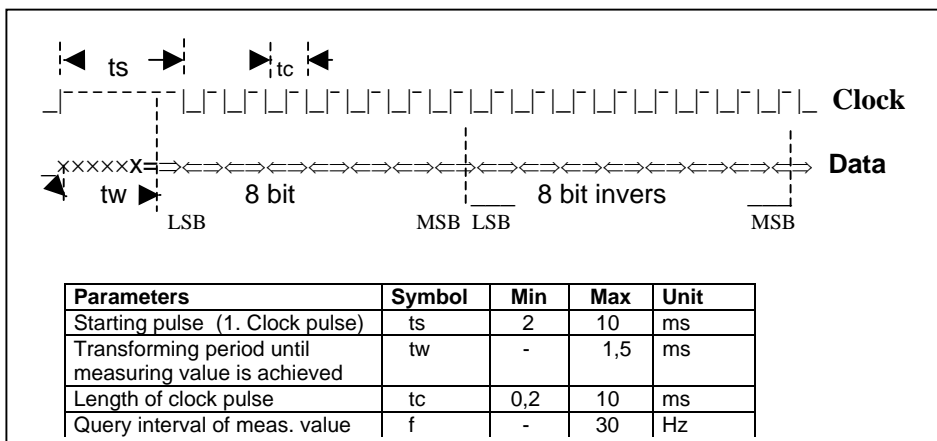 ts tc
Clock
Data
tw 8 bit 8 bit invers
LSB MSB LSB MSB
Parameters Symbol Min Max Unit
Starting pulse (1. Clock pulse) ts 2 10 ms
Transforming period until tw - 1,5 ms
measuring value is achieved
Length of clock pulse tc 0,2 10 ms
Query interval of meas. value f - 30 Hz